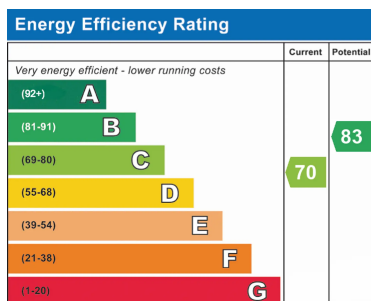 Energy Efficiency Rating
Current Potential
Very energy efficient - lower running costs
(92+) A
(81-91) B
83
(69-80) C
70
(55-68) D
(39-54) E
(21-38) F
(1-20) G